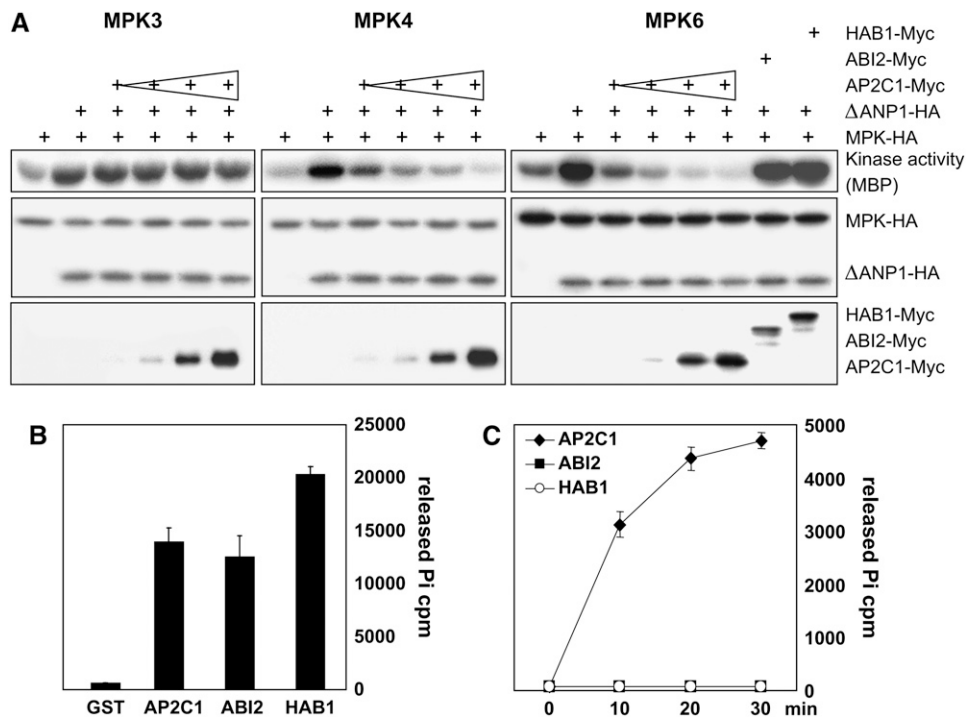 A
MPK3 MPK4 MPK6
+ HAB1-Myc
+ ABI2-Myc
+ + + + + + + + + + + + AP2C1-Myc
+ + + + + + + + + + + + + + + + + ΔANP1-HA
+ + + + + + + + + + + + + + + + + + + + MPK-HA
Kinase activity
(MBP)
MPK-HA
ΔANP1-HA
HAB1-Myc
ABI2-Myc
AP2C1-Myc
B
25000
20000
15000
10000
5000
0
released Pi cpm
GST AP2C1 ABI2 HAB1
C
AP2C1
ABI2
HAB1
5000
4000
3000
2000
1000
0
released Pi cpm
0 10 20 30 min